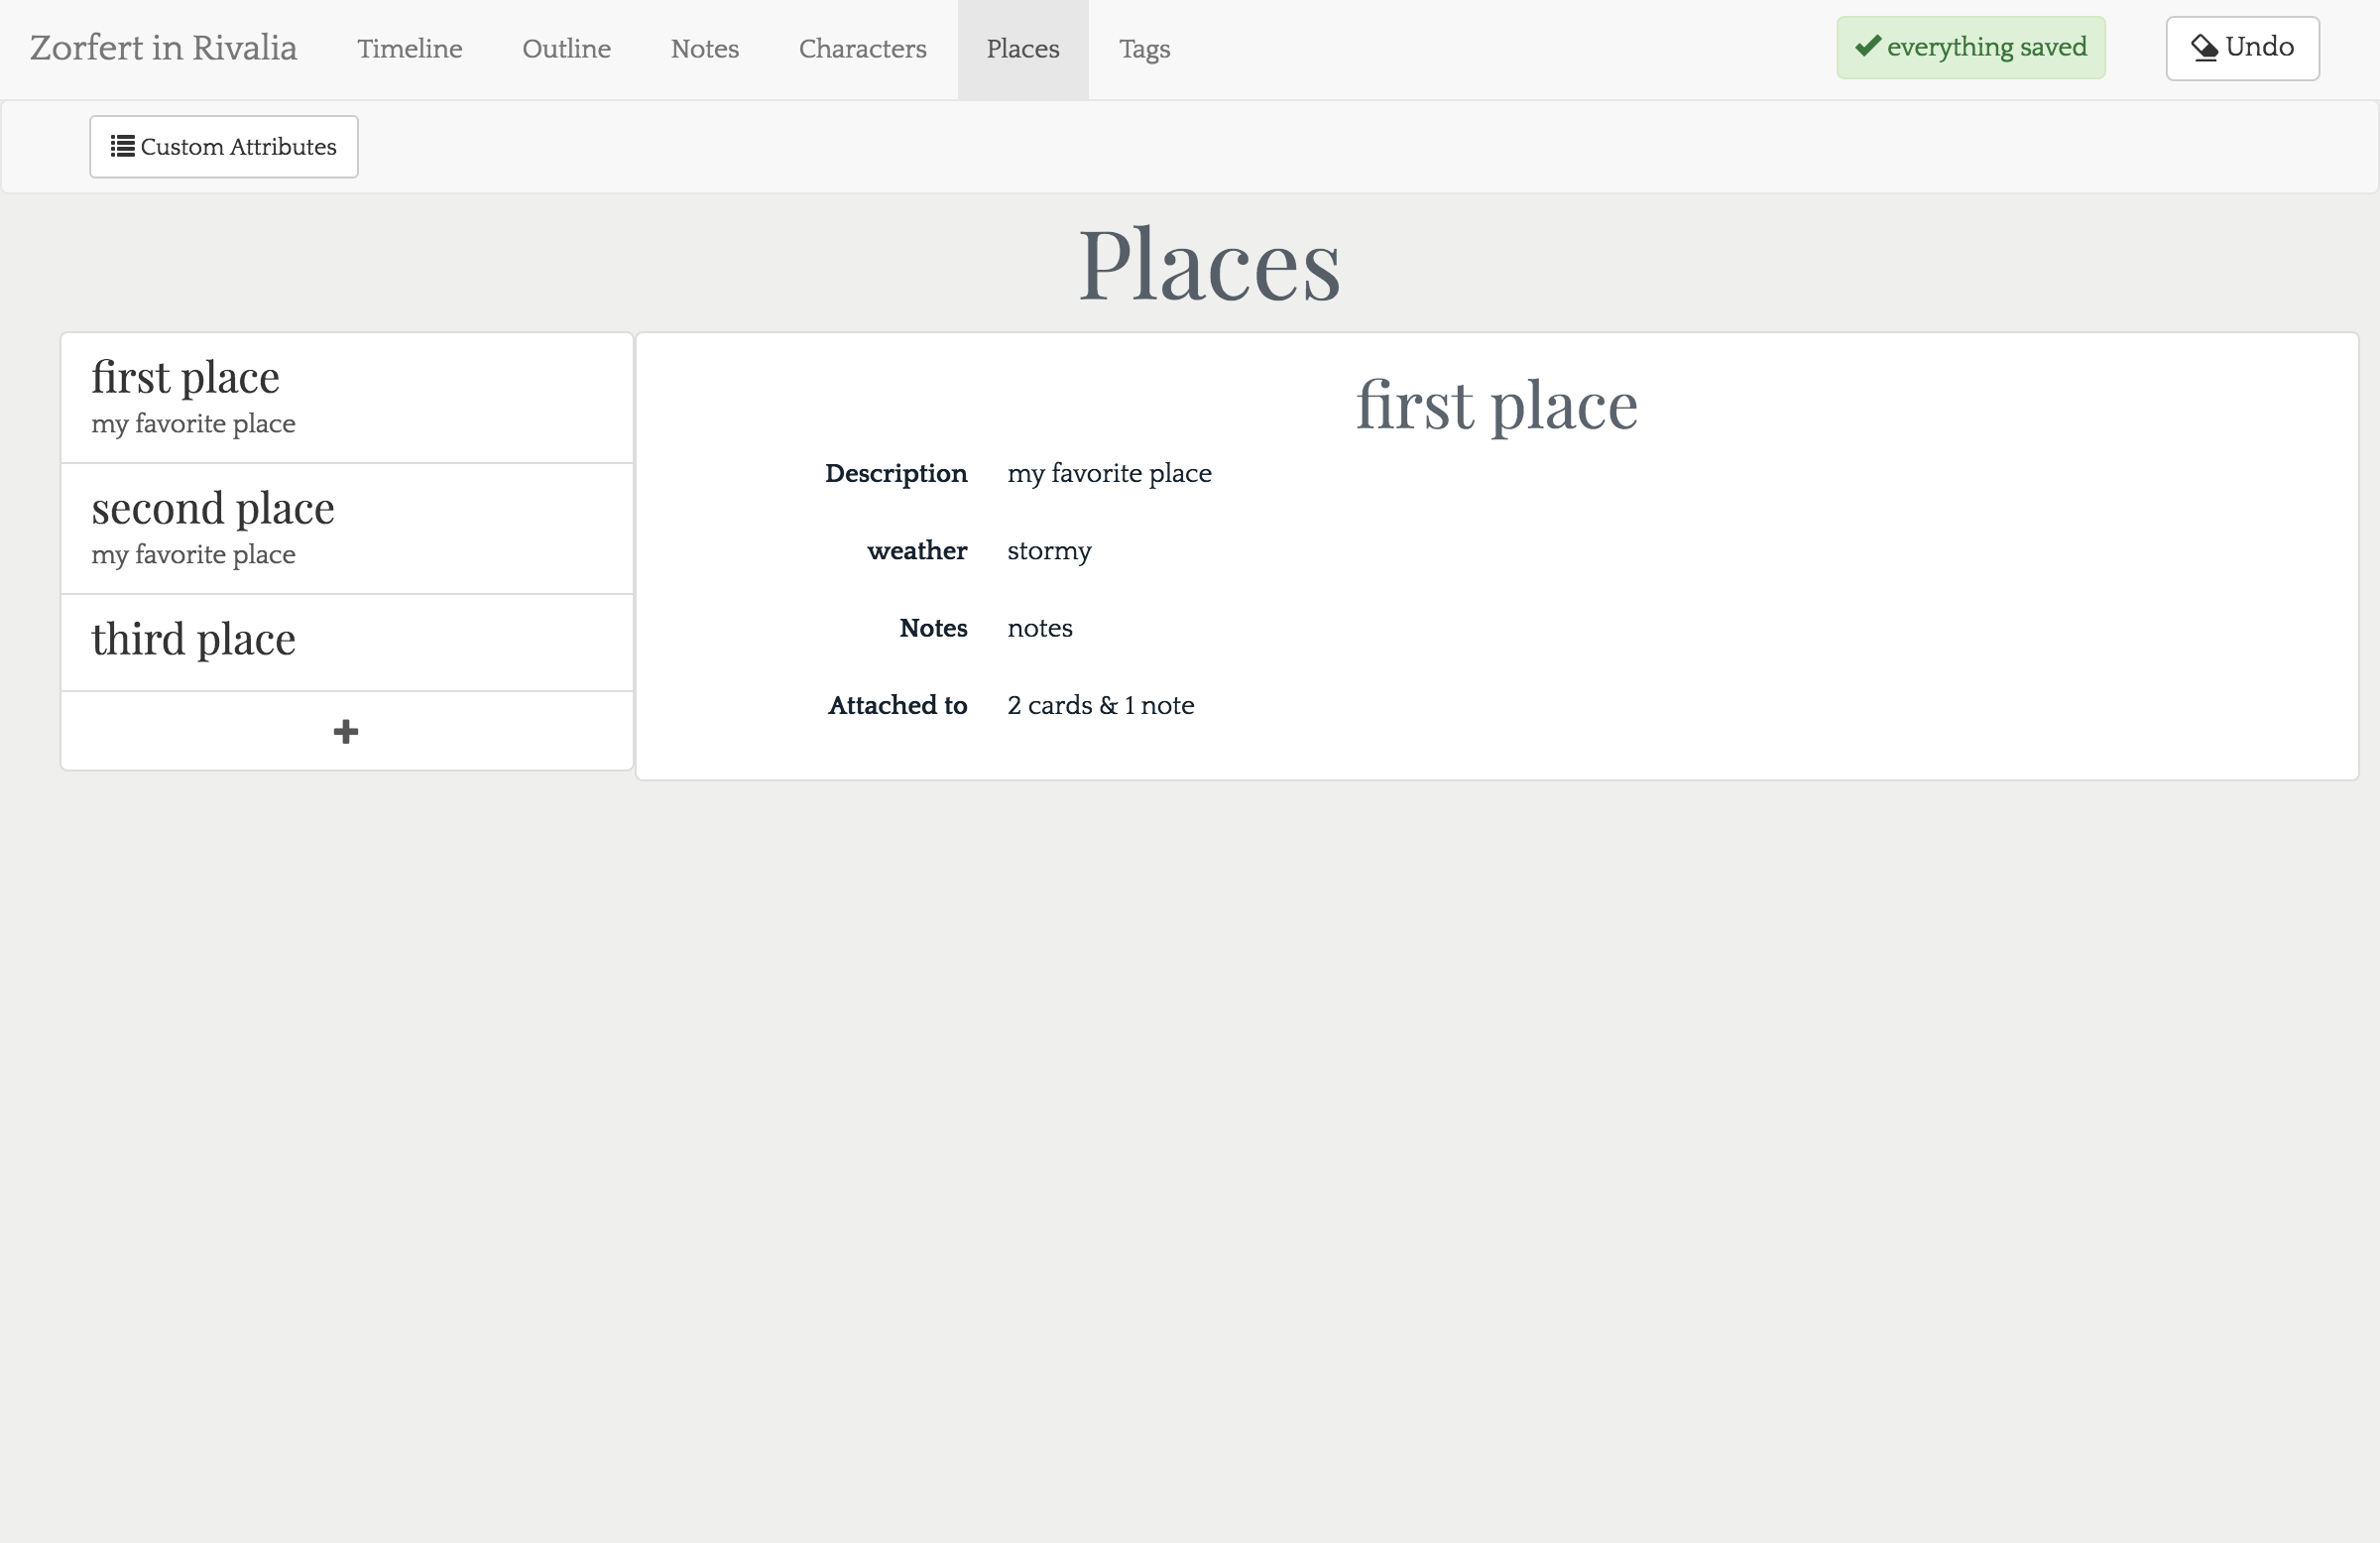 Zorfert in Rivalia Timeline Outline Notes Characters Places Tags everything saved Undo
Custom Attributes
Places
first place
my favorite place
second place
my favorite place
third place
first place
Description my favorite place
weather stormy
Notes notes
Attached to 2 cards & 1 note